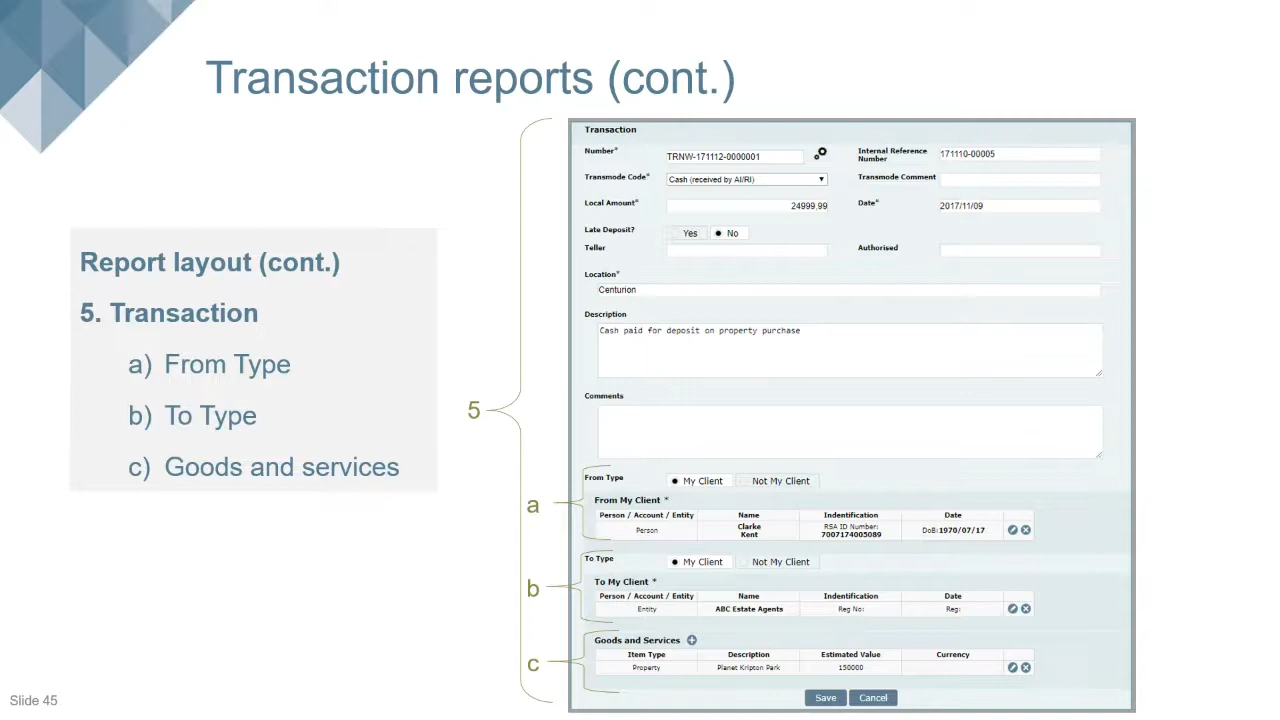 Transaction reports (cont.)
Report layout (cont.)
5. Transaction
a) From Type
b) To Type
c) Goods and services
5
a
b
c
Transaction
Number* TRNW-171112-0000001 Internal Reference Number 171110-00005
Transmode Code* Cash (received by AI/RI) Transmode Comment
Local Amount* 24999,99 Date* 2017/11/09
Late Deposit? Yes No
Teller Authorised
Location*
Centurion
Description
Cash paid for deposit on property purchase
Comments
From Type My Client Not My Client
From My Client *
Person / Account / Entity Name Indentification Date
Person Clarke Kent RSA ID Number: 7007174005089 DoB:1970/07/17
To Type My Client Not My Client
To My Client *
Person / Account / Entity Name Indentification Date
Entity ABC Estate Agents Reg No: Reg:
Goods and Services
Item Type Description Estimated Value Currency
Property Planet Kripton Park 150000
Save Cancel
Slide 45